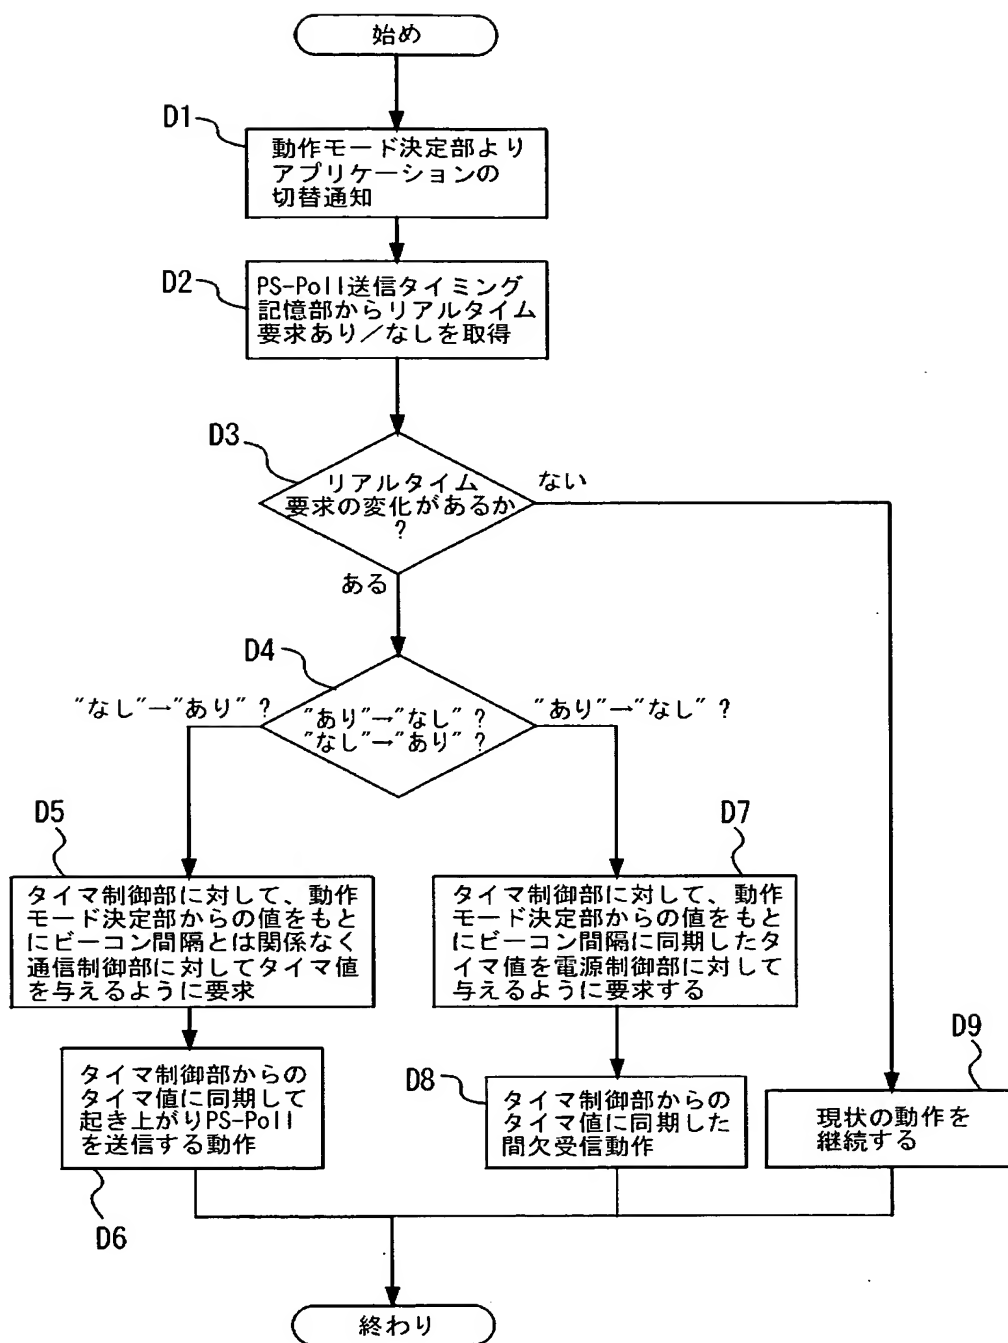 始め
D1
動作モード決定部より
アプリケーションの
切替通知
D2
PS-Poll送信タイミング
記憶部からリアルタイム
要求あり／なしを取得
D3
リアルタイム
要求の変化があるか
?
ない
ある
D4
"なし"→"あり" ?
"あり"→"なし" ?
"なし"→"あり" ?
"あり"→"なし" ?
D5
タイマ制御部に対して、動作
モード決定部からの値をもと
にビーコン間隔とは関係なく
通信制御部に対してタイマ値
を与えるように要求
D7
タイマ制御部に対して、動作
モード決定部からの値をもと
にビーコン間隔に同期したタ
イマ値を電源制御部に対して
与えるように要求する
D6
タイマ制御部からの
タイマ値に同期して
起き上がりPS-Poll
を送信する動作
D8
タイマ制御部からの
タイマ値に同期した
間欠受信動作
D9
現状の動作を
継続する
終わり